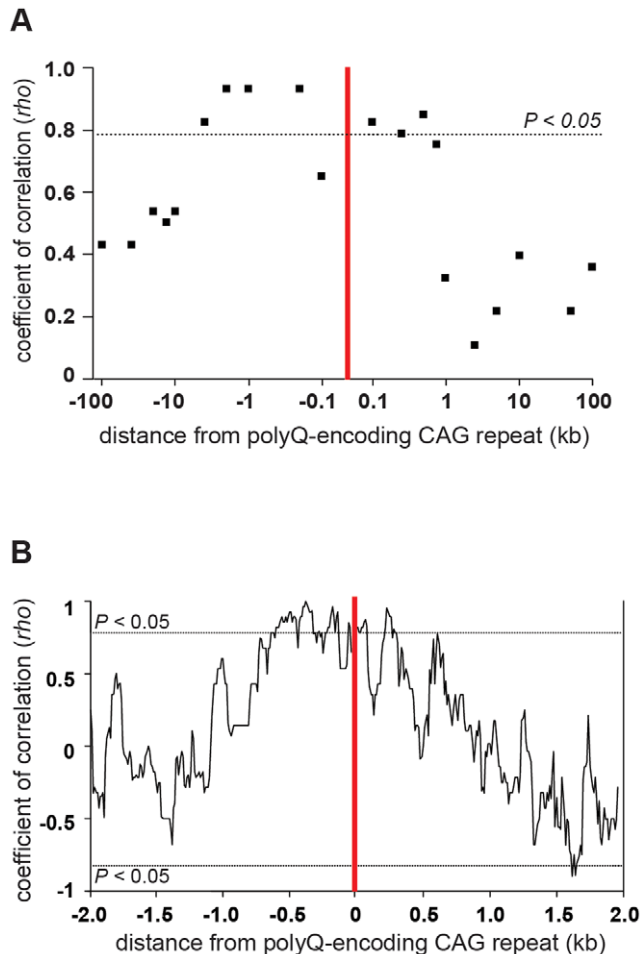 A
coefficient of correlation (rho)
1.0
0.8
0.6
0.4
0.2
0
P < 0.05
-100 -10 -1 -0.1 0.1 1 10 100
distance from polyQ-encoding CAG repeat (kb)
B
coefficient of correlation (rho)
1
0.5
0
-0.5
-1
P < 0.05
P < 0.05
-2.0 -1.5 -1.0 -0.5 0 0.5 1.0 1.5 2.0
distance from polyQ-encoding CAG repeat (kb)